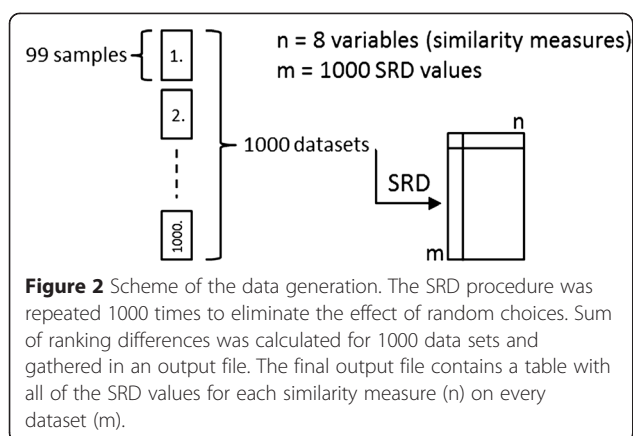 n = 8 variables (similarity measures)
m = 1000 SRD values
99 samples
1.
2.
1000.
1000 datasets
SRD
n
m
Figure 2 Scheme of the data generation. The SRD procedure was
repeated 1000 times to eliminate the effect of random choices. Sum
of ranking differences was calculated for 1000 data sets and
gathered in an output file. The final output file contains a table with
all of the SRD values for each similarity measure (n) on every
dataset (m).